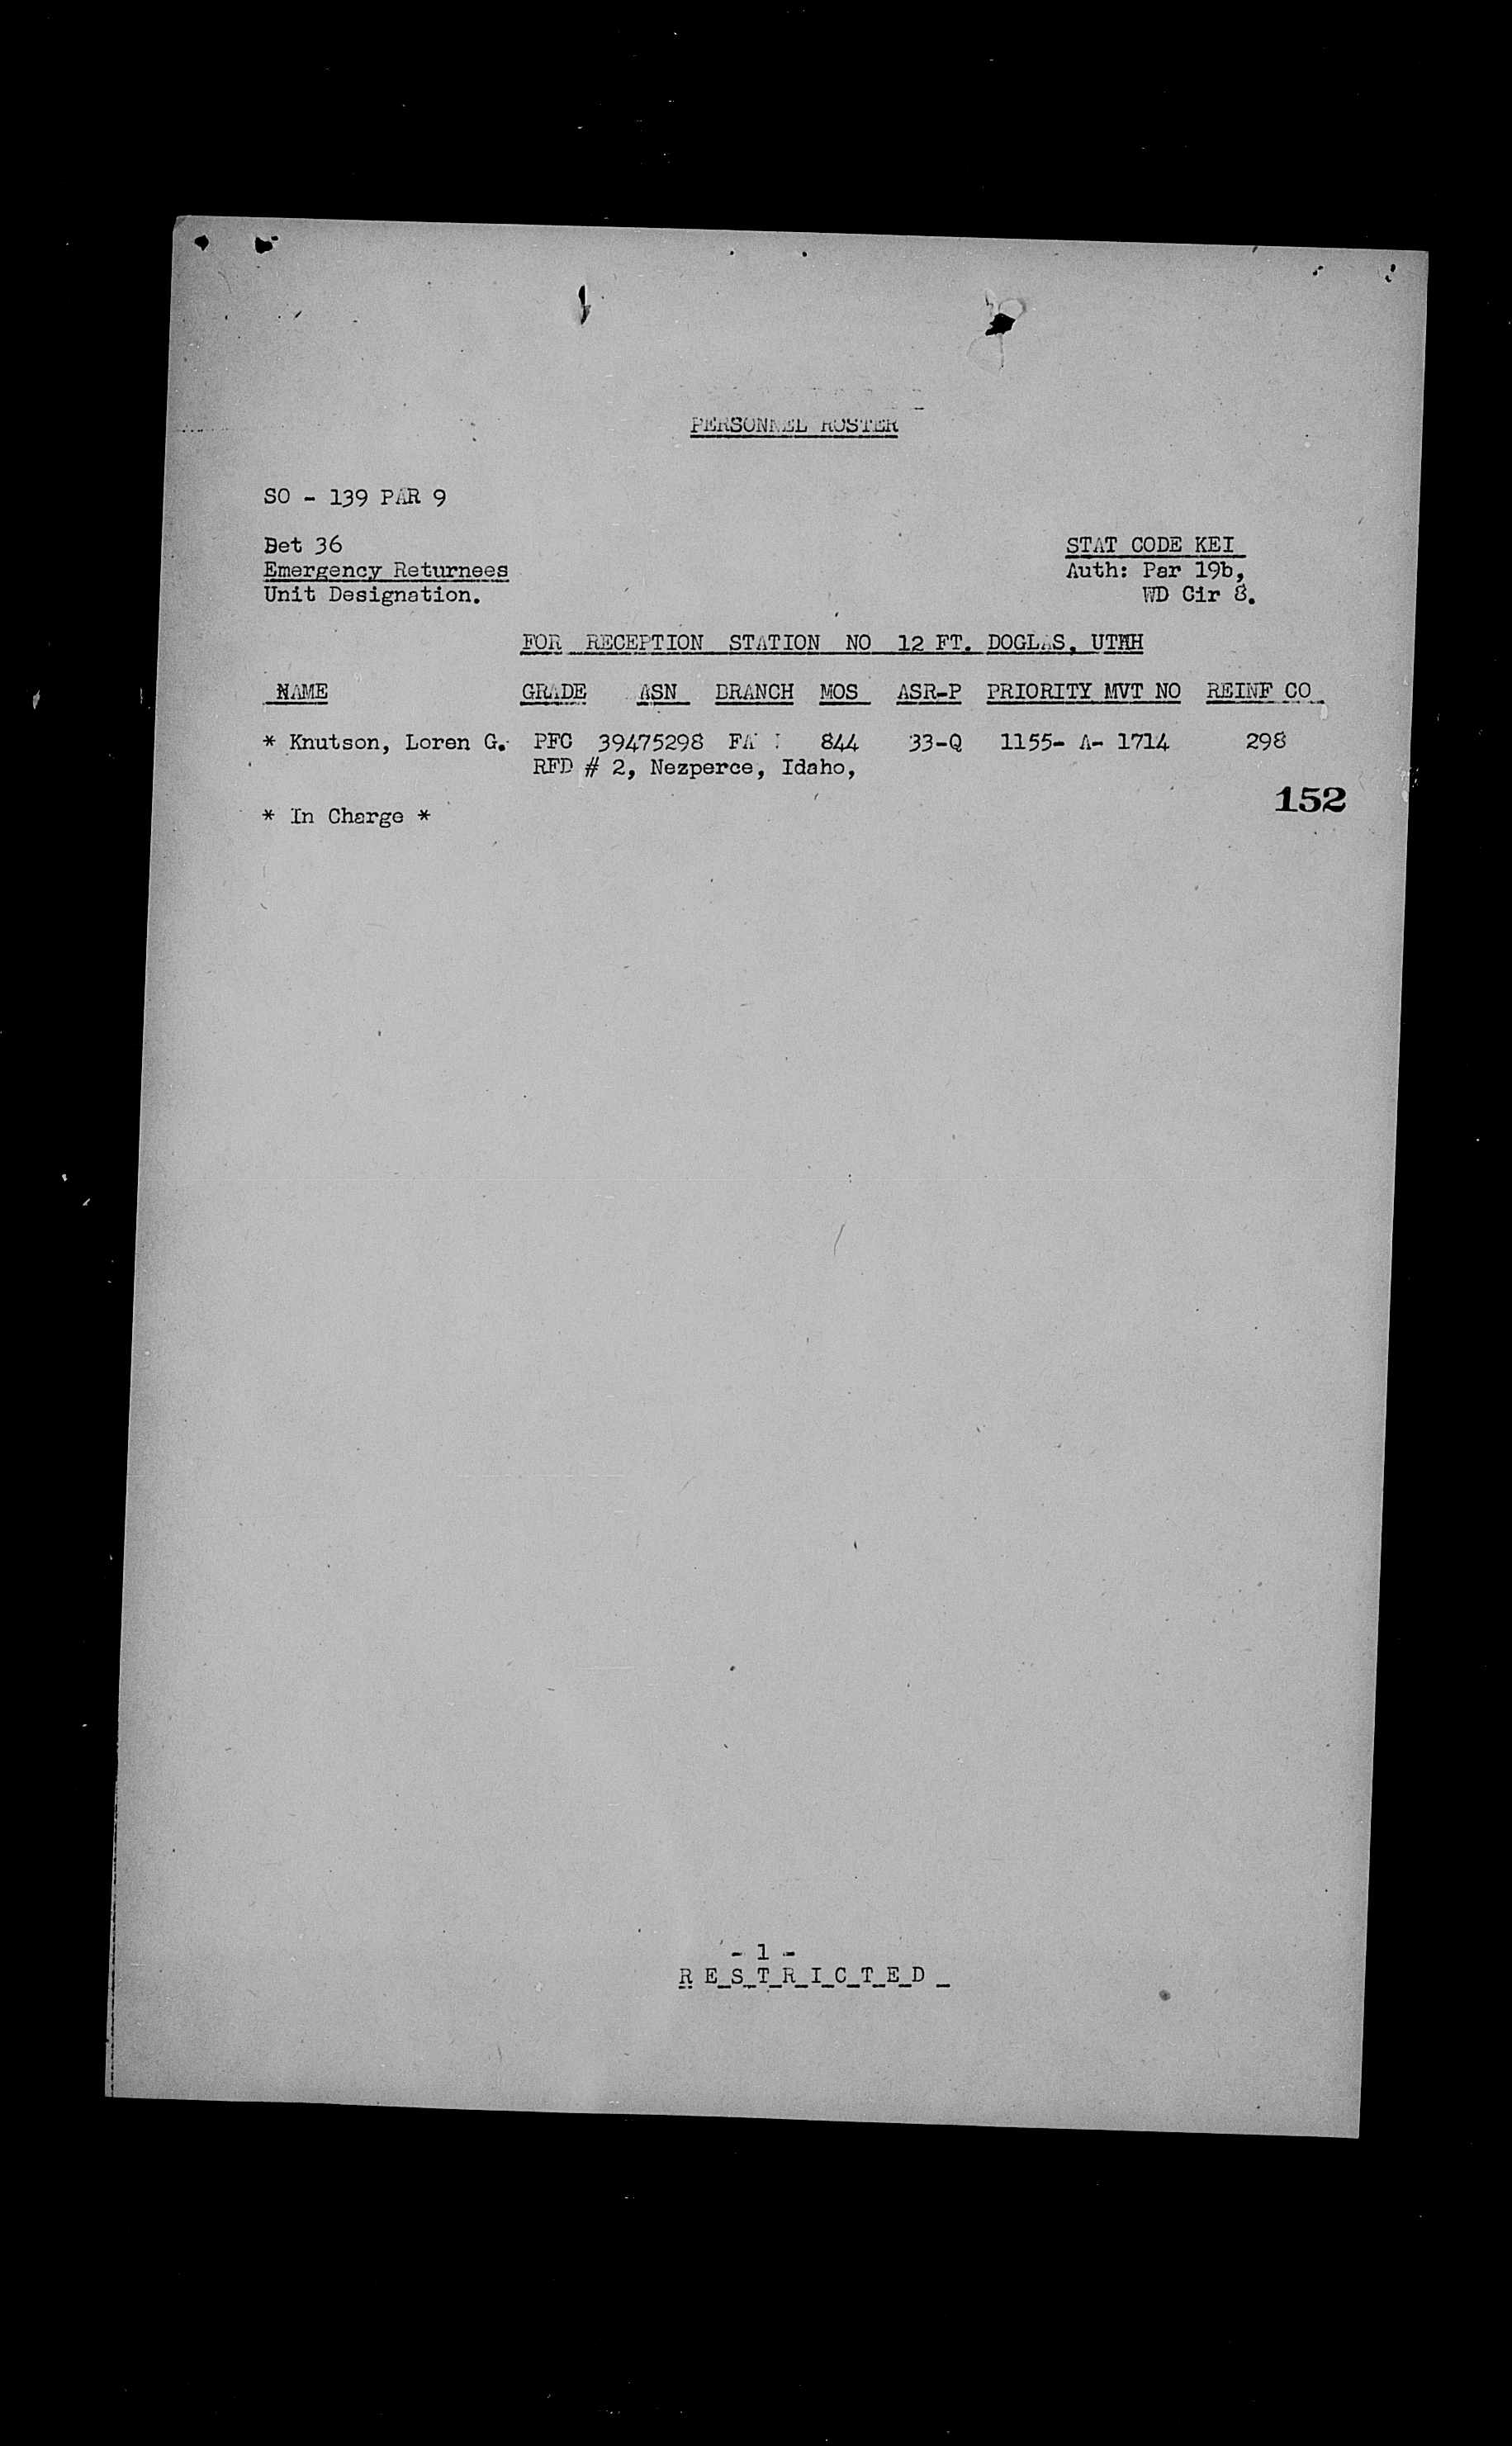 PERSONNEL ROSTER
SO - 139 PAR 9
Det 36
Emergency Returnees
Unit Designation.
STAT CODE KEI
Auth: Par 19b,
WD Cir 8.
FOR RECEPTION STATION NO 12 FT. DOGLAS, UTHH
NAME GRADE ASN BRANCH MOS ASR-P PRIORITY MVT NO REINF CO
* Knutson, Loren G. PFC 39475298 FA 844 33-Q 1155- A- 1714 298
RFD # 2, Nezperce, Idaho,
152
* In Charge *
- 1 -
R E S T R I C T E D